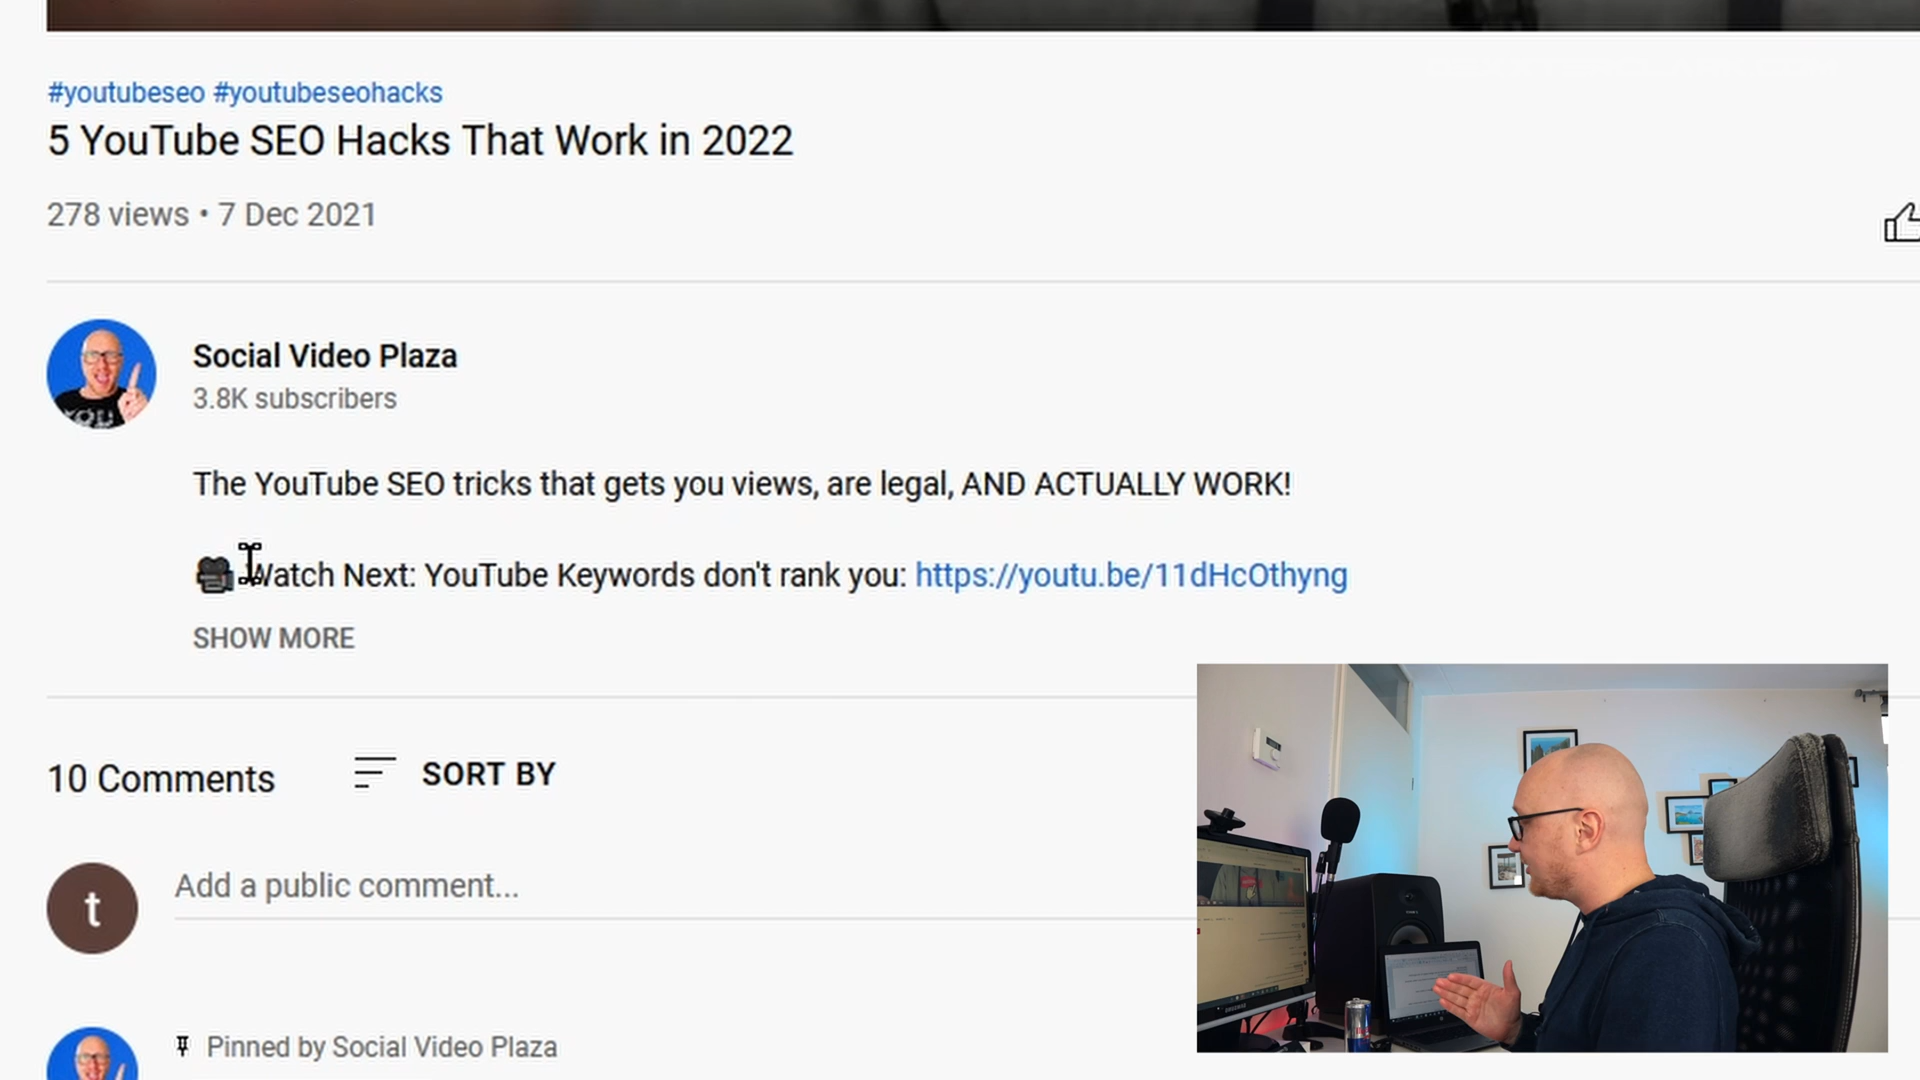 #youtubeseo #youtubeseohacks
5 YouTube SEO Hacks That Work in 2022
278 views • 7 Dec 2021
Social Video Plaza
3.8K subscribers
The YouTube SEO tricks that gets you views, are legal, AND ACTUALLY WORK!
Watch Next: YouTube Keywords don't rank you: https://youtu.be/11dHcOthyng
SHOW MORE
10 Comments
SORT BY
t
Add a public comment...
Pinned by Social Video Plaza